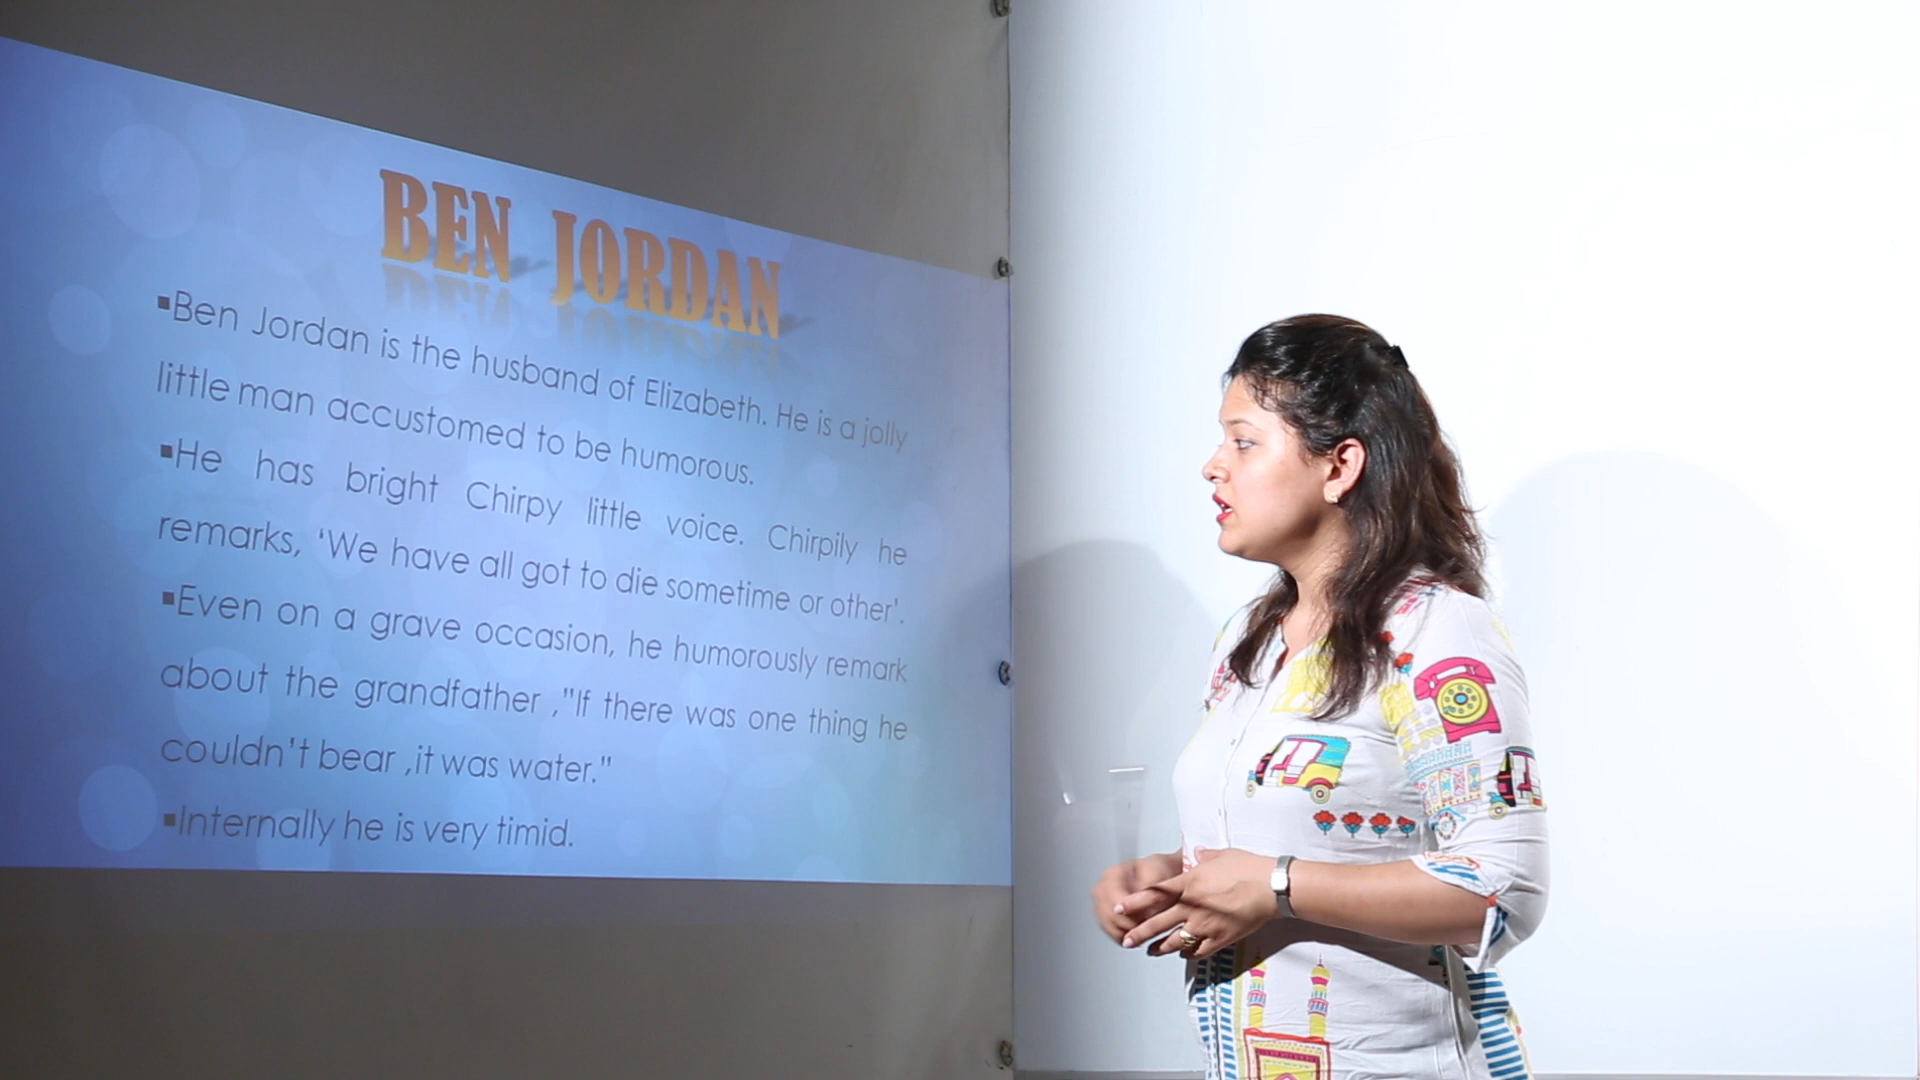 BEN JORDAN
▪Ben Jordan is the husband of Elizabeth. He is a jolly
little man accustomed to be humorous.
▪He has bright Chirpy little voice. Chirpily he
remarks, 'We have all got to die sometime or other'.
▪Even on a grave occasion, he humorously remark
about the grandfather ,"If there was one thing he
couldn't bear ,it was water."
▪Internally he is very timid.